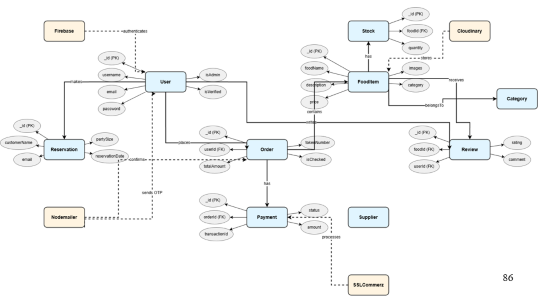 Firebase
authenticates
_id (PK)
username
User
isAdmin
email
isVerified
password
Stock
_id (PK)
foodId (FK)
quantity
Cloudinary
has
stores
_id (PK)
foodName
FoodItem
images
description
category
price
receives
contains
belongs to
Category
makes
places
writes
_id (PK)
customerName
Reservation
partySize
email
reservationDate
confirms
_id (PK)
userId (FK)
Order
tokenNumber
totalAmount
isChecked
_id (PK)
foodId (FK)
Review
rating
userId (FK)
comment
has
sends OTP
Nodemailer
_id (PK)
orderId (FK)
Payment
status
transactionId
amount
Supplier
processes
SSLCommerz
86